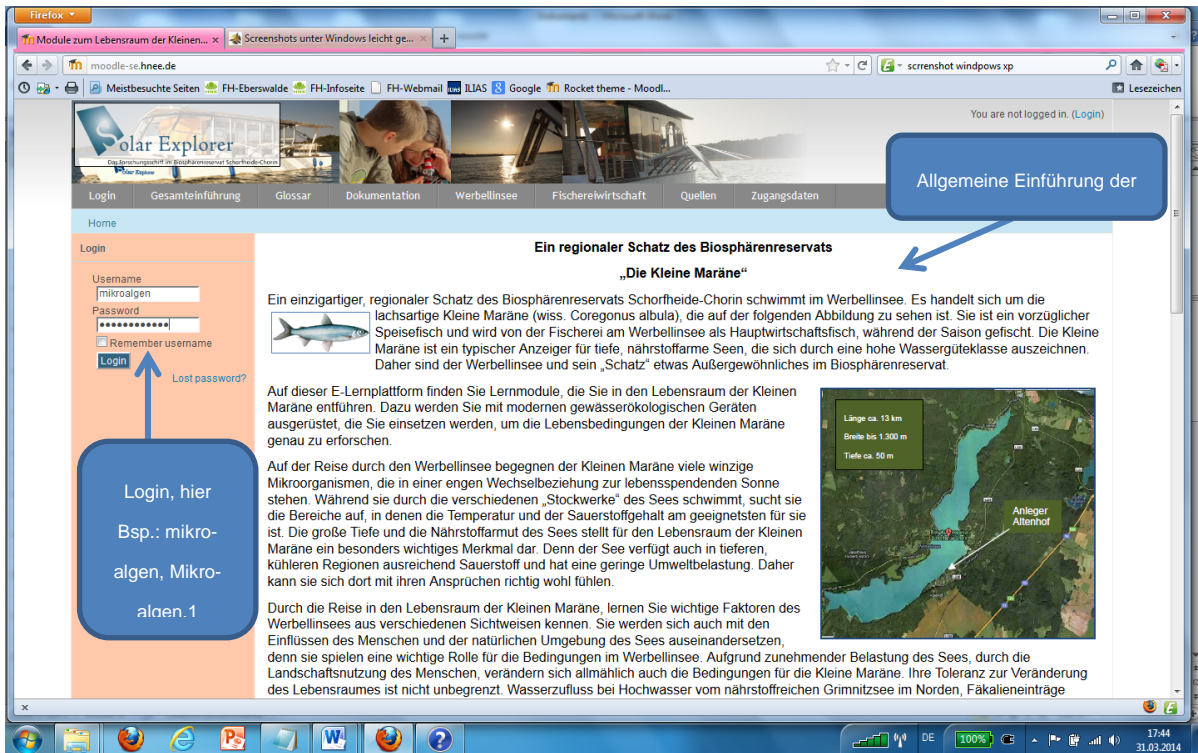 Firefox
Module zum Lebensraum der Kleinen...
Screenshots unter Windows leicht ge...
moodle-se.hnee.de
scrrenshot windpows xp
Meistbesuchte Seiten FH-Eberswalde FH-Infoseite FH-Webmail ILIAS Google Rocket theme - Moodl...
Lesezeichen
Solar Explorer
Das Forschungsschiff im Biosphärenreservat Schorfheide-Chorin
Solar Explorer
You are not logged in. (Login)
Login Gesamteinführung Glossar Dokumentation Werbellinsee Fischereiwirtschaft Quellen Zugangsdaten
Allgemeine Einführung der
Home
Login
Username
mikroalgen
Password
Remember username
Login
Lost password?
Login, hier
Bsp.: mikro-
algen, Mikro-
algen.1
Ein regionaler Schatz des Biosphärenreservats
„Die Kleine Maräne“
Ein einzigartiger, regionaler Schatz des Biosphärenreservats Schorfheide-Chorin schwimmt im Werbellinsee. Es handelt sich um die
lachsartige Kleine Maräne (wiss. Coregonus albula), die auf der folgenden Abbildung zu sehen ist. Sie ist ein vorzüglicher
Speisefisch und wird von der Fischerei am Werbellinsee als Hauptwirtschaftsfisch, während der Saison gefischt. Die Kleine
Maräne ist ein typischer Anzeiger für tiefe, nährstoffarme Seen, die sich durch eine hohe Wassergüteklasse auszeichnen.
Daher sind der Werbellinsee und sein „Schatz“ etwas Außergewöhnliches im Biosphärenreservat.
Auf dieser E-Lernplattform finden Sie Lernmodule, die Sie in den Lebensraum der Kleinen
Maräne entführen. Dazu werden Sie mit modernen gewässerökologischen Geräten
ausgerüstet, die Sie einsetzen werden, um die Lebensbedingungen der Kleinen Maräne
genau zu erforschen.
Auf der Reise durch den Werbellinsee begegnen der Kleinen Maräne viele winzige
Mikroorganismen, die in einer engen Wechselbeziehung zur lebensspendenden Sonne
stehen. Während sie durch die verschiedenen „Stockwerke“ des Sees schwimmt, sucht sie
die Bereiche auf, in denen die Temperatur und der Sauerstoffgehalt am geeignetsten für sie
ist. Die große Tiefe und die Nährstoffarmut des Sees stellt für den Lebensraum der Kleinen
Maräne ein besonders wichtiges Merkmal dar. Denn der See verfügt auch in tieferen,
kühleren Regionen ausreichend Sauerstoff und hat eine geringe Umweltbelastung. Daher
kann sie sich dort mit ihren Ansprüchen richtig wohl fühlen.
Länge ca. 13 km
Breite bis 1.300 m
Tiefe ca. 50 m
Anleger
Altenhof
Durch die Reise in den Lebensraum der Kleinen Maräne, lernen Sie wichtige Faktoren des
Werbellinsees aus verschiedenen Sichtweisen kennen. Sie werden sich auch mit den
Einflüssen des Menschen und der natürlichen Umgebung des Sees auseinandersetzen,
denn sie spielen eine wichtige Rolle für die Bedingungen im Werbellinsee. Aufgrund zunehmender Belastung des Sees, durch die
Landschaftsnutzung des Menschen, verändern sich allmählich auch die Bedingungen für die Kleine Maräne. Ihre Toleranz zur Veränderung
des Lebensraumes ist nicht unbegrenzt. Wasserzufluss bei Hochwasser vom nährstoffreichen Grimnitzsee im Norden, Fäkalieneinträge
DE
100%
17:44
31.03.2014